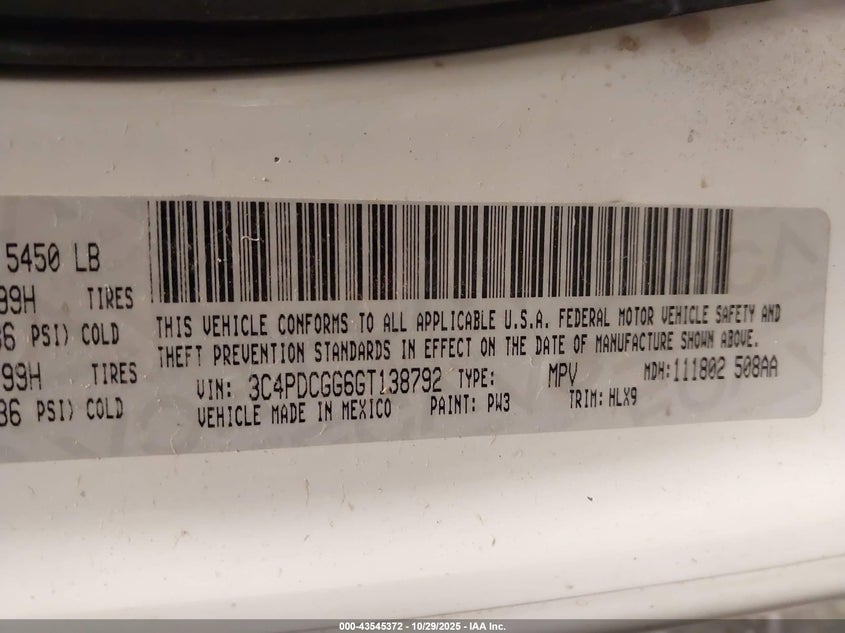 5450 LB
99H TIRES
36 PSI) COLD
99H TIRES
36 PSI) COLD
THIS VEHICLE CONFORMS TO ALL APPLICABLE U.S.A. FEDERAL MOTOR VEHICLE SAFETY AND
THEFT PREVENTION STANDARDS IN EFFECT ON THE DATE OF MANUFACTURE SHOWN ABOVE.
VIN: 3C4PDCGG6GT138792 TYPE: MPV MDH:111802 508AA
VEHICLE MADE IN MEXICO PAINT: PW3 TRIM: HLX9
000-43545372 | 10/29/2025 - IAA Inc.